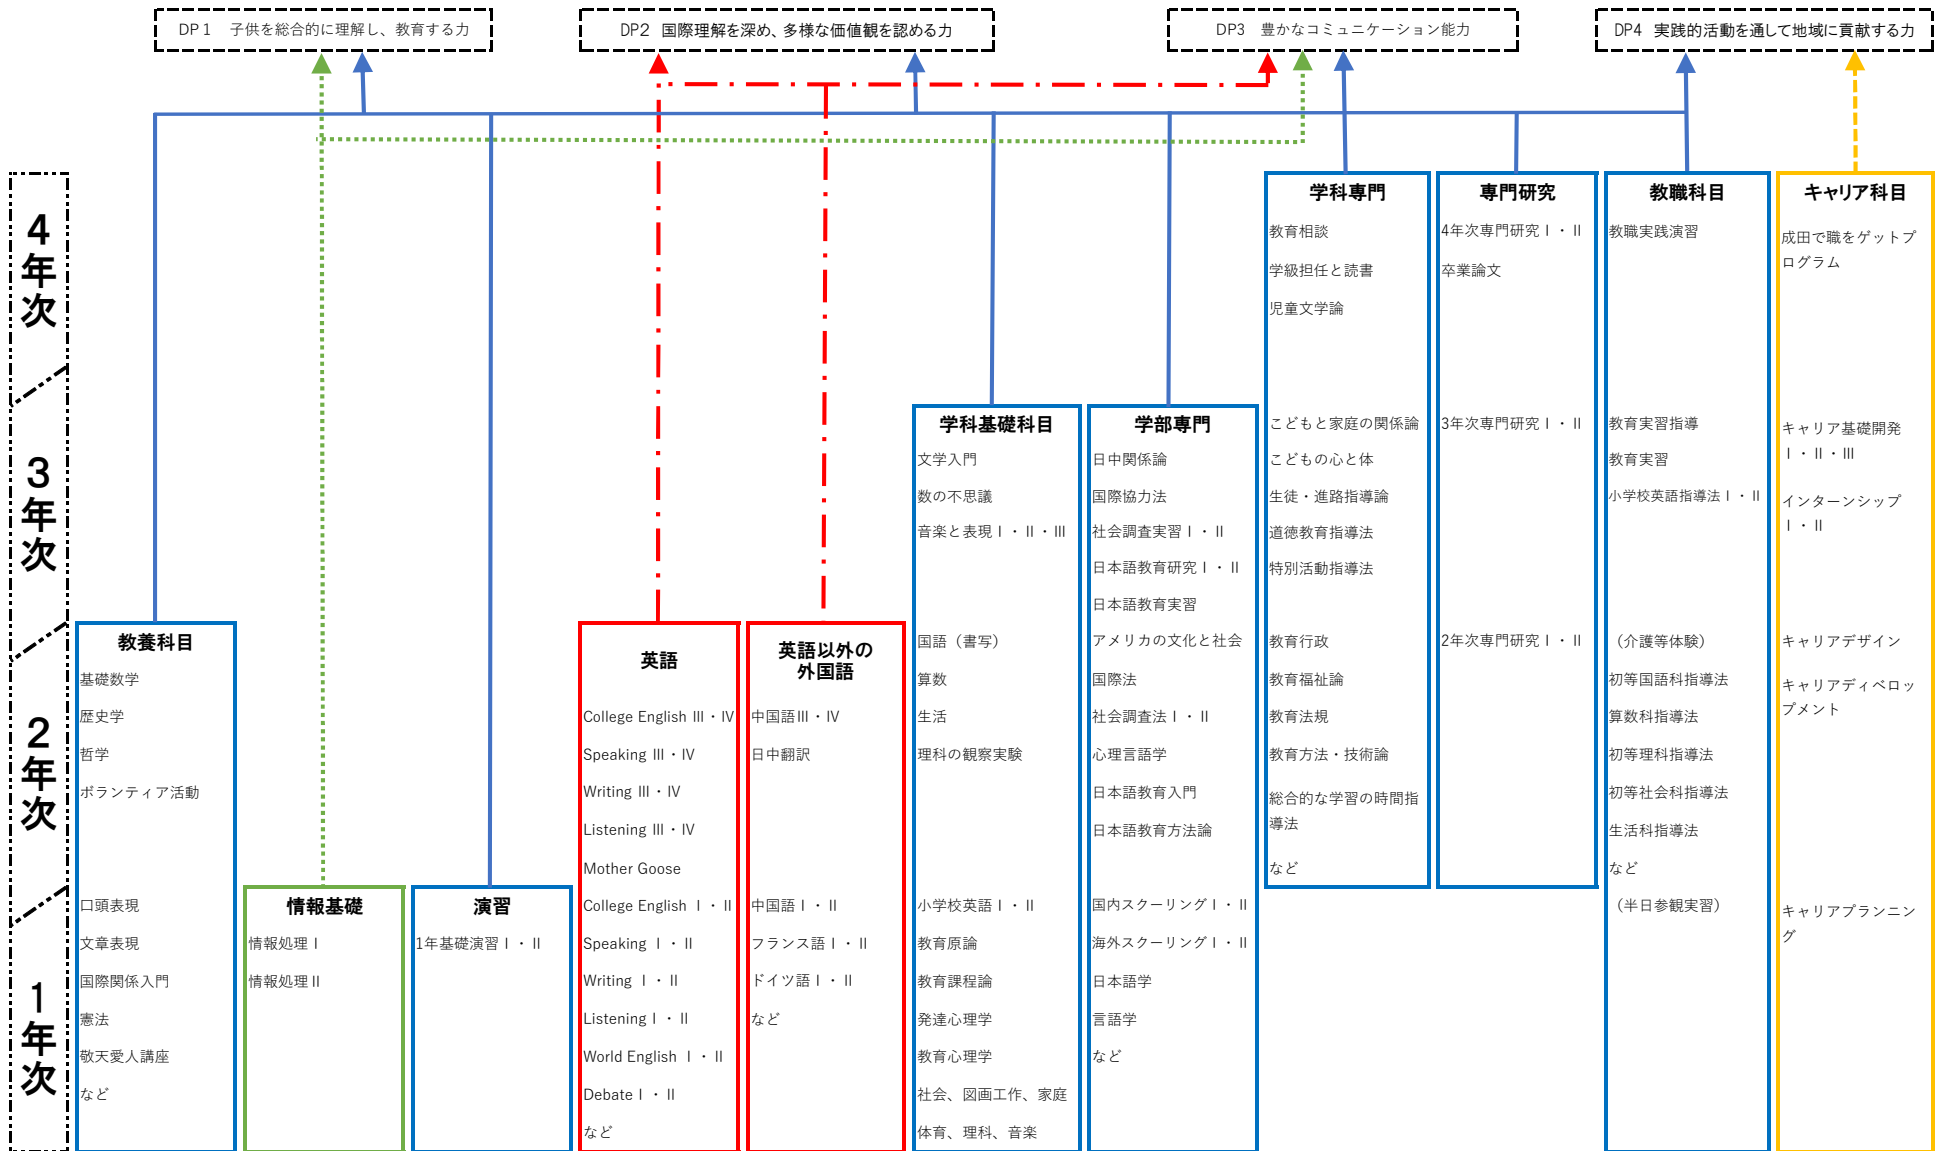 DP1 子供を総合的に理解し、教育する力
DP2 国際理解を深め、多様な価値観を認める力
DP3 豊かなコミュニケーション能力
DP4 実践的活動を通して地域に貢献する力
4年次
3年次
2年次
1年次
教養科目
基礎数学
歴史学
哲学
ボランティア活動
口頭表現
文章表現
国際関係入門
憲法
敬天愛人講座
など
情報基礎
情報処理Ⅰ
情報処理Ⅱ
演習
1年基礎演習Ⅰ・Ⅱ
英語
College English Ⅲ・Ⅳ
Speaking Ⅲ・Ⅳ
Writing Ⅲ・Ⅳ
Listening Ⅲ・Ⅳ
Mother Goose
College English Ⅰ・Ⅱ
Speaking Ⅰ・Ⅱ
Writing Ⅰ・Ⅱ
Listening Ⅰ・Ⅱ
World English Ⅰ・Ⅱ
Debate Ⅰ・Ⅱ
など
英語以外の
外国語
中国語Ⅲ・Ⅳ
日中翻訳
中国語Ⅰ・Ⅱ
フランス語Ⅰ・Ⅱ
ドイツ語Ⅰ・Ⅱ
など
学科基礎科目
文学入門
数の不思議
音楽と表現Ⅰ・Ⅱ・Ⅲ
国語（書写）
算数
生活
理科の観察実験
小学校英語Ⅰ・Ⅱ
教育原論
教育課程論
発達心理学
教育心理学
社会、図画工作、家庭
体育、理科、音楽
学部専門
日中関係論
国際協力法
社会調査実習Ⅰ・Ⅱ
日本語教育研究Ⅰ・Ⅱ
日本語教育実習
アメリカの文化と社会
国際法
社会調査法Ⅰ・Ⅱ
心理言語学
日本語教育入門
日本語教育方法論
国内スクーリングⅠ・Ⅱ
海外スクーリングⅠ・Ⅱ
日本語学
言語学
など
学科専門
教育相談
学級担任と読書
児童文学論
こどもと家庭の関係論
こどもの心と体
生徒・進路指導論
道徳教育指導法
特別活動指導法
教育行政
教育福祉論
教育法規
教育方法・技術論
総合的な学習の時間指
導法
など
専門研究
4年次専門研究Ⅰ・Ⅱ
卒業論文
3年次専門研究Ⅰ・Ⅱ
2年次専門研究Ⅰ・Ⅱ
教職科目
教職実践演習
教育実習指導
教育実習
小学校英語指導法Ⅰ・Ⅱ
（介護等体験）
初等国語科指導法
算数科指導法
初等理科指導法
初等社会科指導法
生活科指導法
など
（半日参観実習）
キャリア科目
成田で職をゲットプ
ログラム
キャリア基礎開発
Ⅰ・Ⅱ・Ⅲ
インターンシップ
Ⅰ・Ⅱ
キャリアデザイン
キャリアディベロッ
プメント
キャリアプランニン
グ